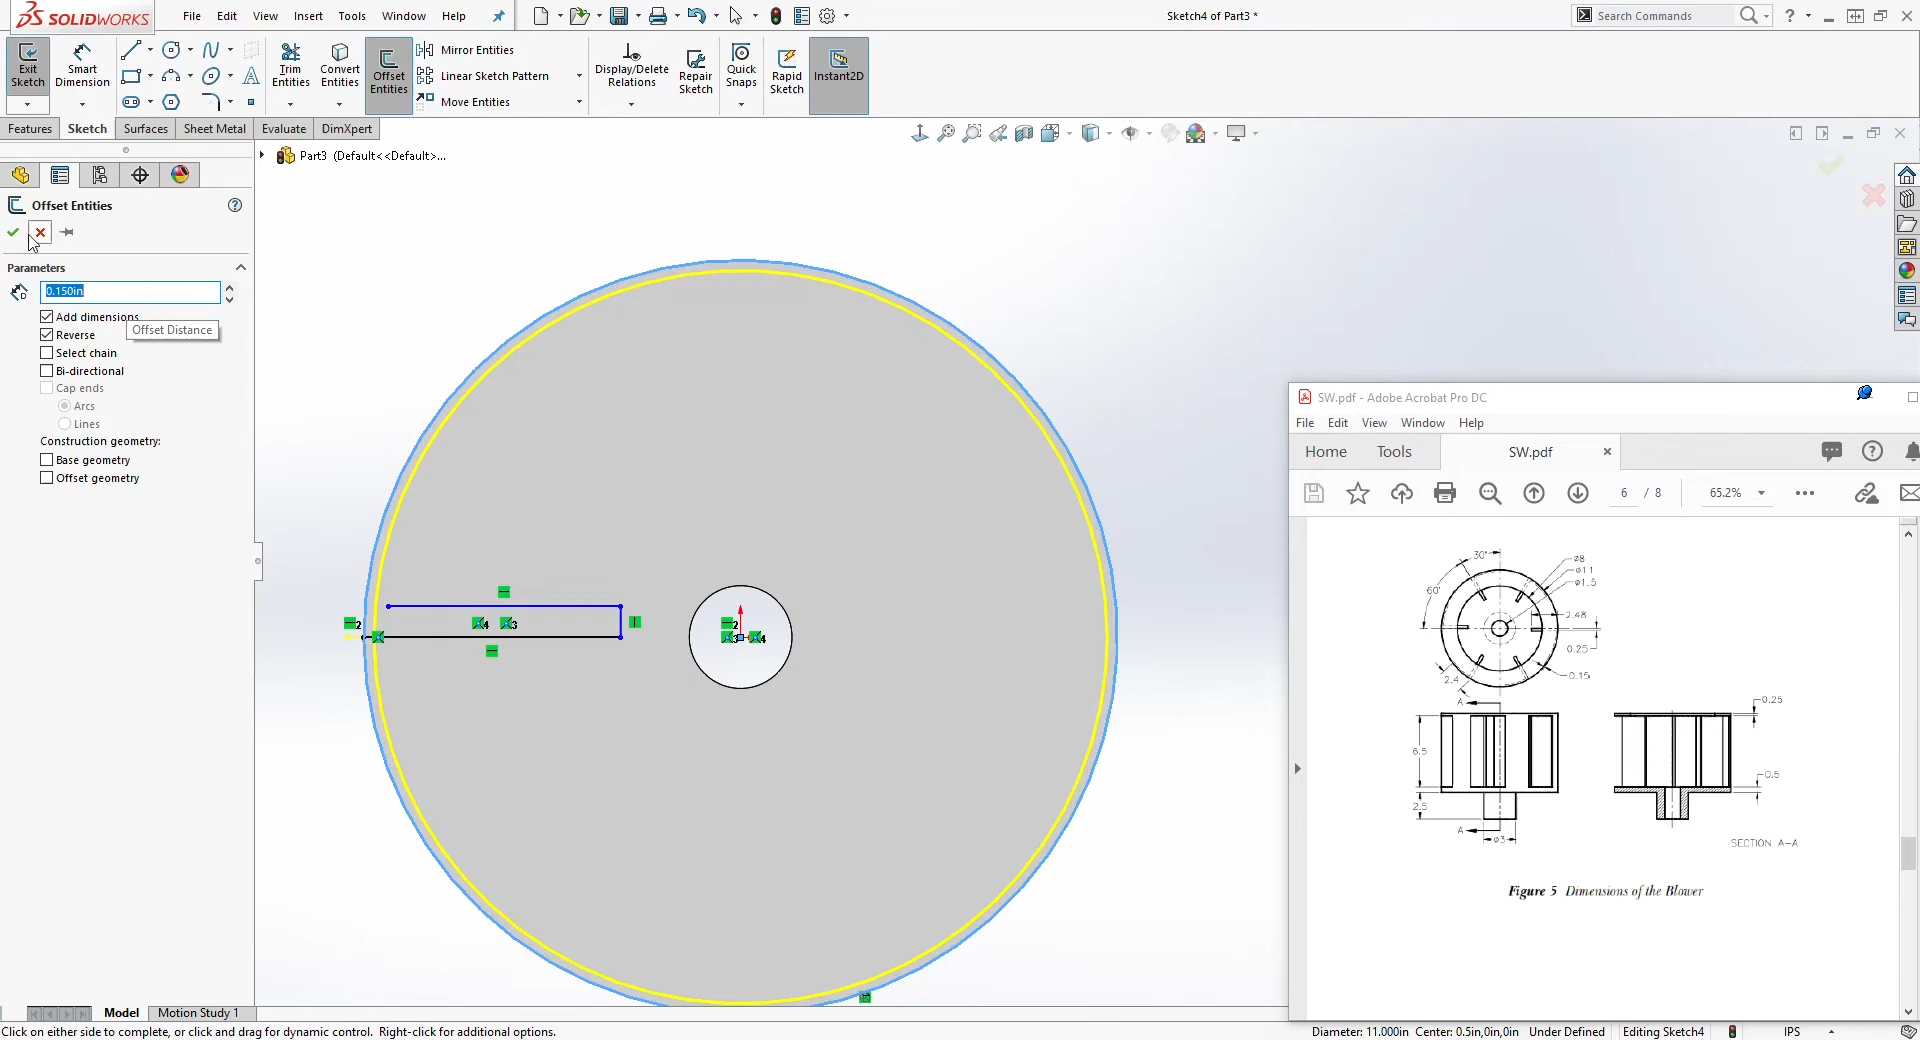 SOLIDWORKS
File Edit View Insert Tools Window Help
Sketch4 of Part3 *
Search Commands
Exit Sketch
Smart Dimension
Trim Entities
Convert Entities
Offset Entities
Mirror Entities
Linear Sketch Pattern
Move Entities
Display/Delete Relations
Repair Sketch
Quick Snaps
Rapid Sketch
Instant2D
Features Sketch Surfaces Sheet Metal Evaluate DimXpert
Part3 (Default<<Default>...
Offset Entities
Parameters
0.150in
Add dimensions
Offset Distance
Reverse
Select chain
Bi-directional
Cap ends
Arcs
Lines
Construction geometry:
Base geometry
Offset geometry
2
4
3
2
3
4
SW.pdf - Adobe Acrobat Pro DC
File Edit View Window Help
Home Tools SW.pdf
6 / 8 65.2%
30°
ø8
ø11
ø1.5
60°
2.48
0.25
2.4
0.15
A
0.25
6.5
0.5
2.5
A
ø3
SECTION A-A
Figure 5 Dimensions of the Blower
Model Motion Study 1
Click on either side to complete, or click and drag for dynamic control. Right-click for additional options.
Diameter: 11.000in Center: 0.5in,0in,0in Under Defined Editing Sketch4 IPS